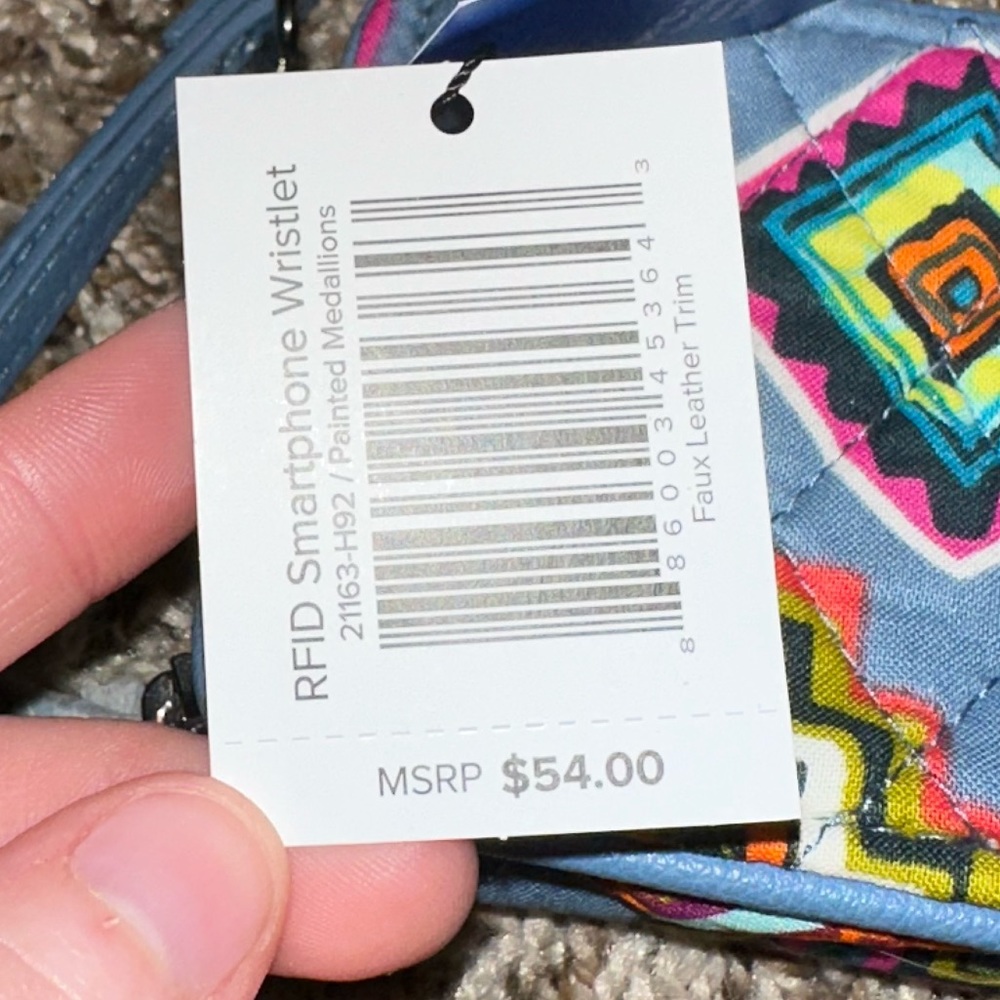 RFID Smartphone Wristlet
21163-H92 / Painted Medallions
8 86003 45364 3
Faux Leather Trim
MSRP $54.00